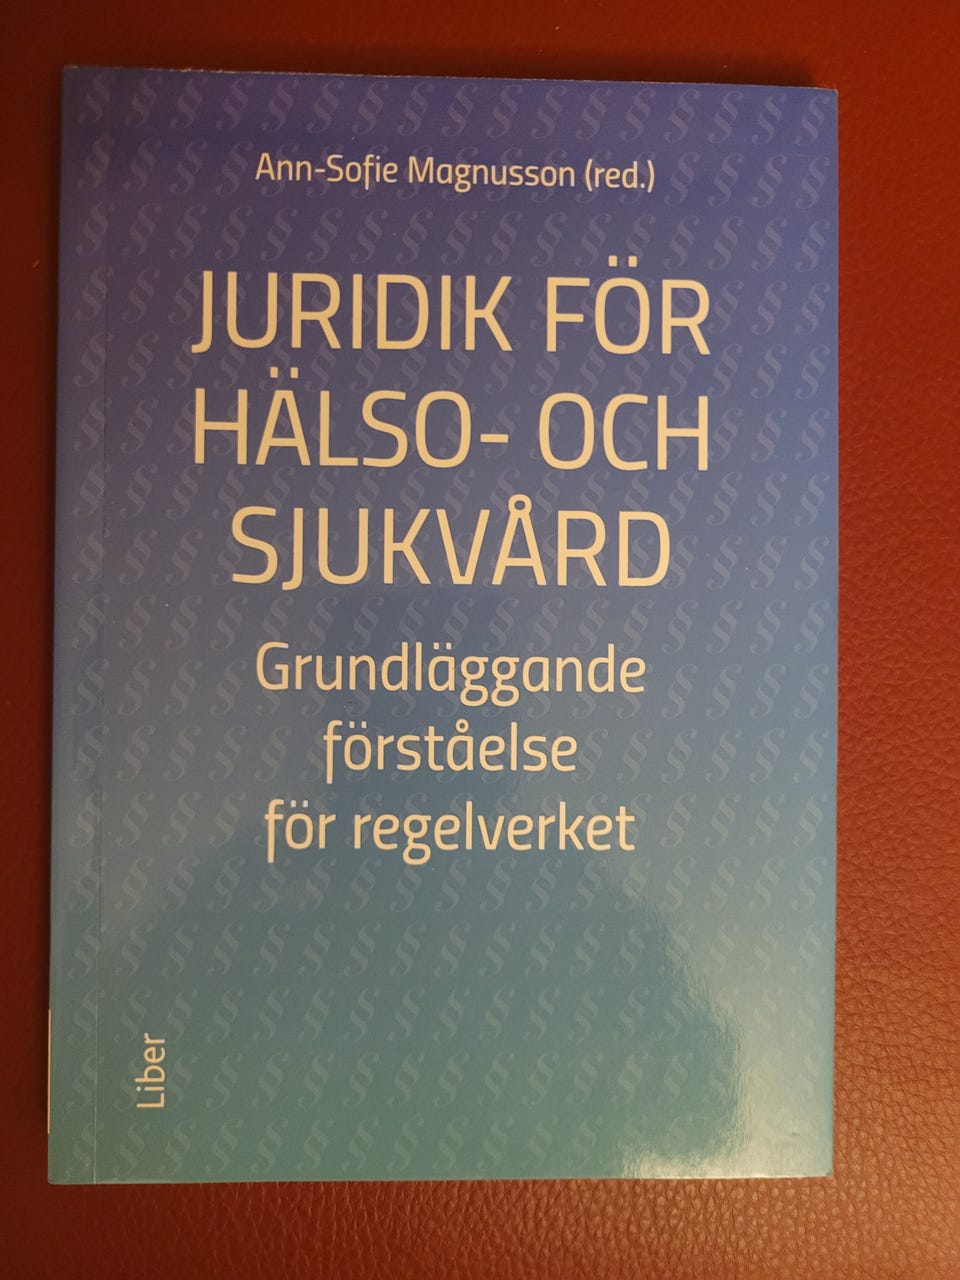 Ann-Sofie Magnusson (red.)
JURIDIK FÖR
HÄLSO- OCH
SJUKVÅRD
Grundläggande
förståelse
för regelverket
Liber